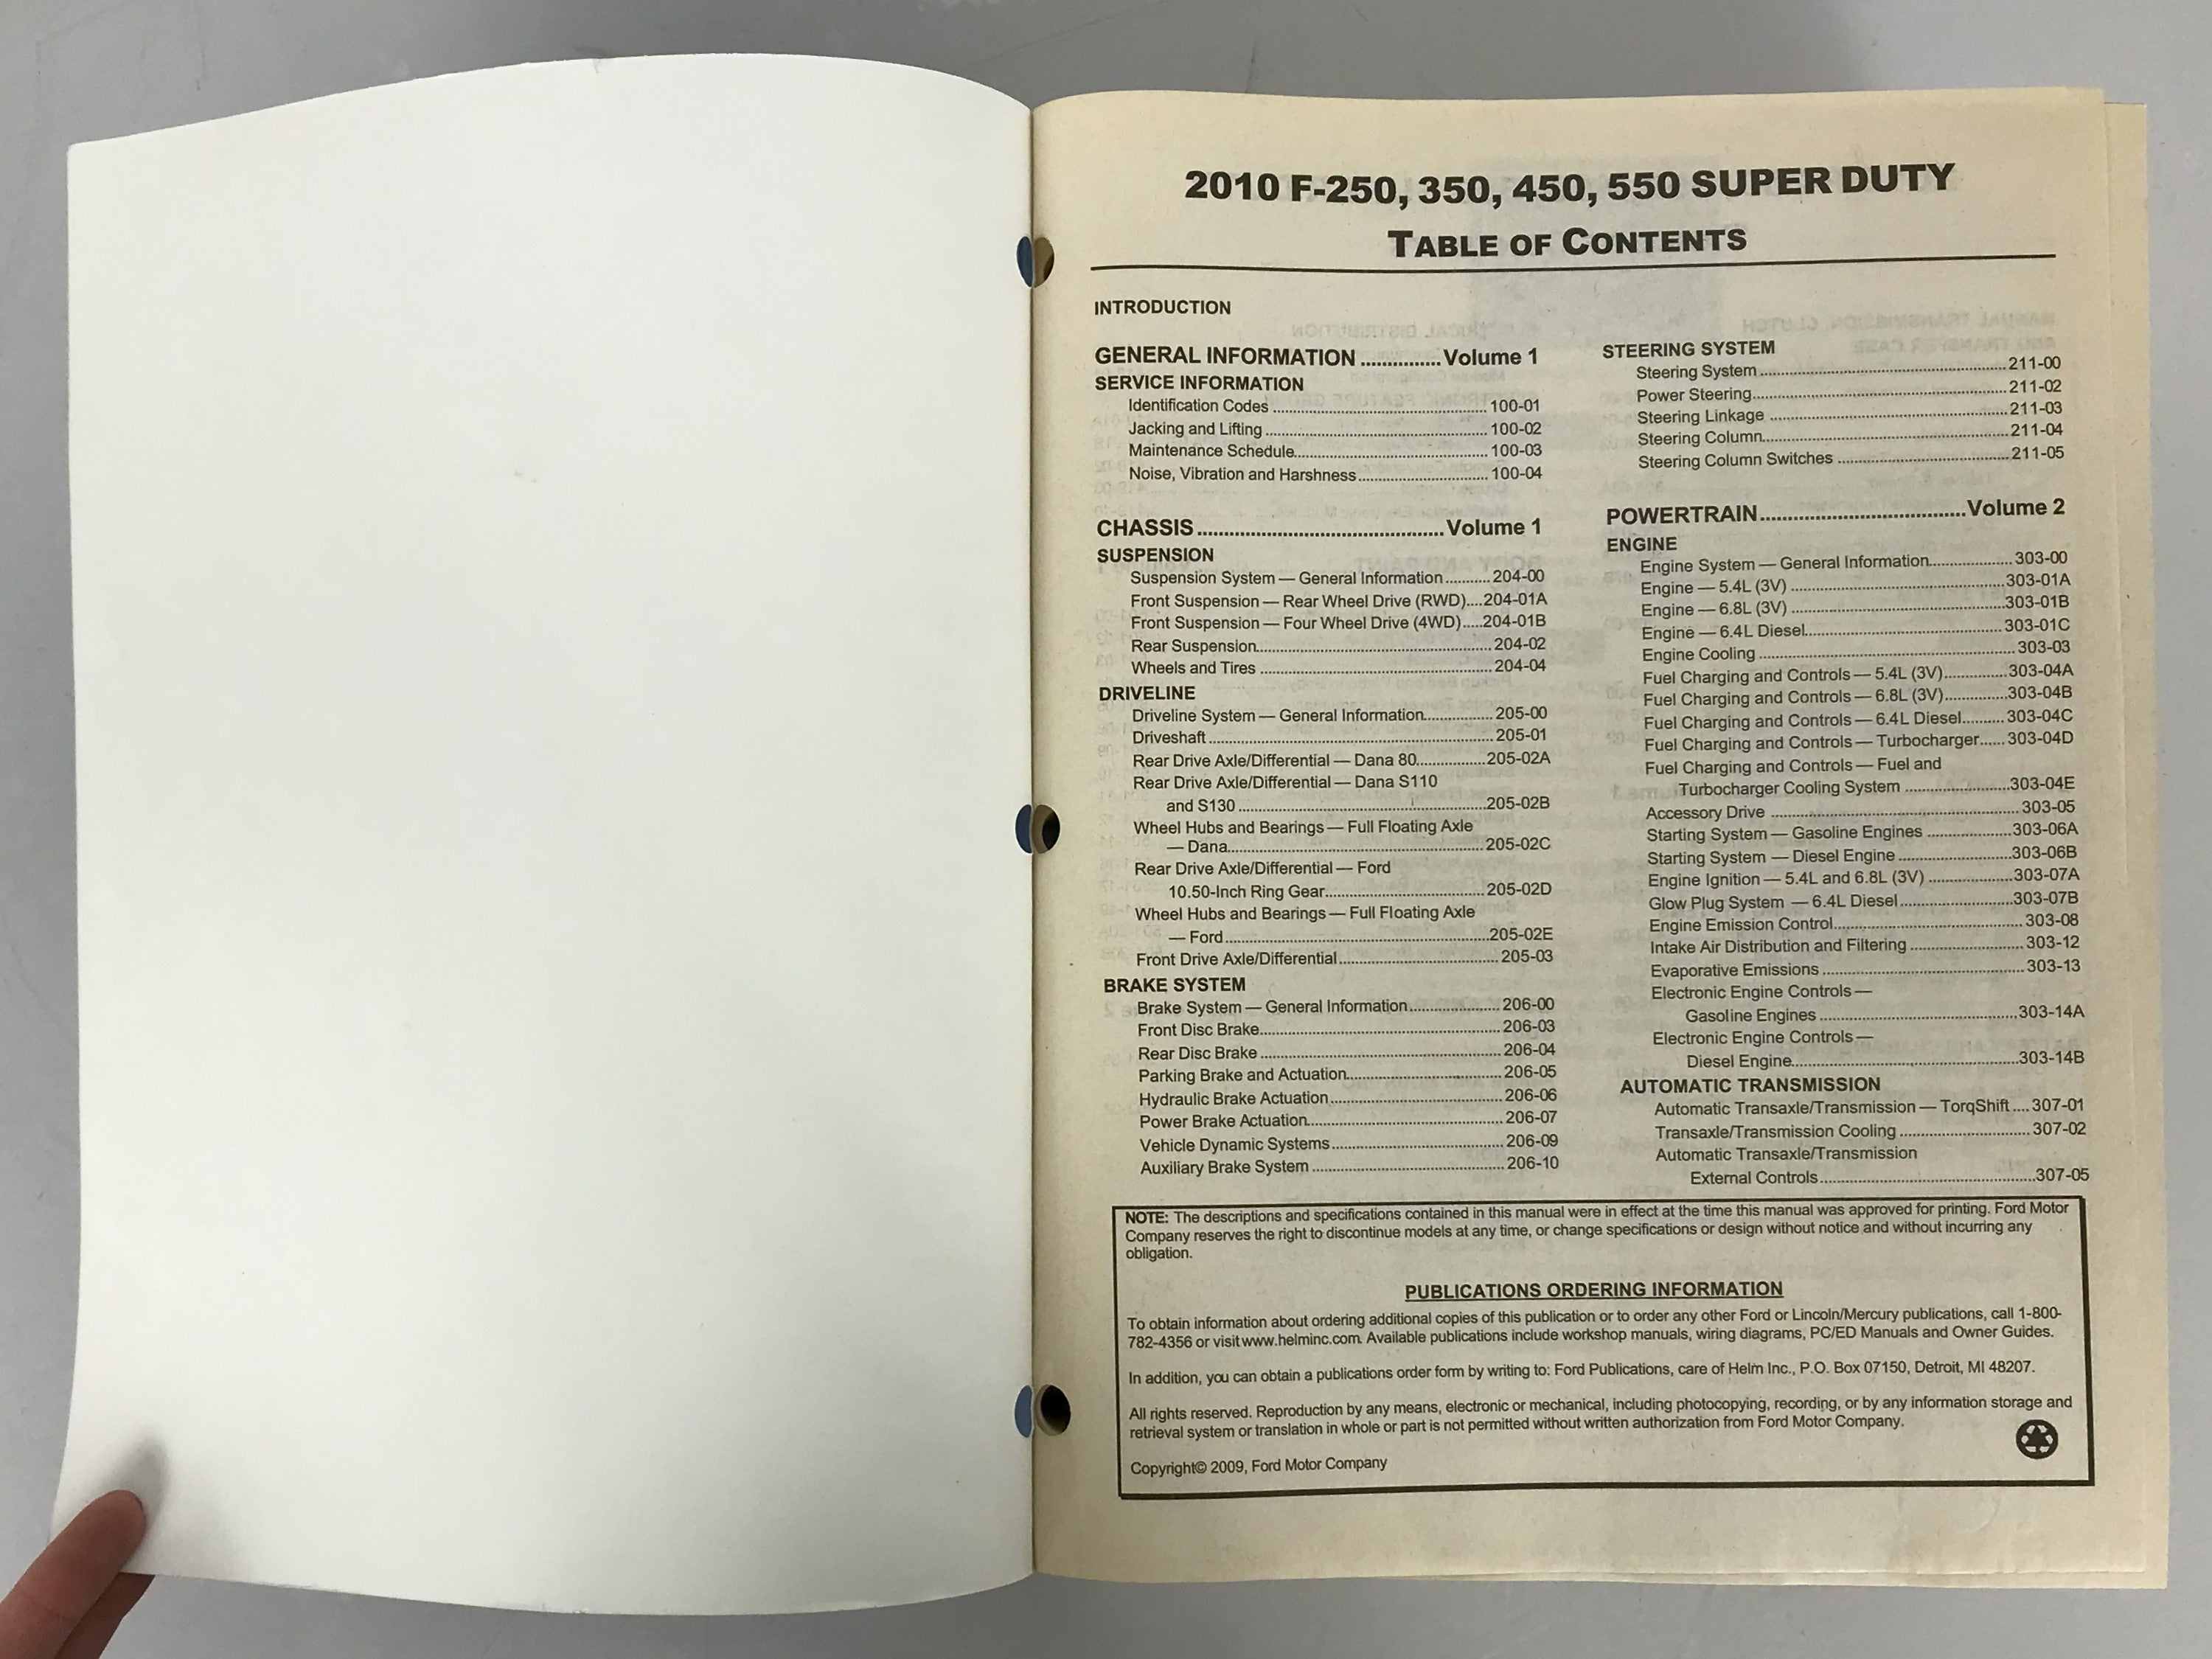 2010 F-250, 350, 450, 550 SUPER DUTY
TABLE OF CONTENTS
INTRODUCTION
GENERAL INFORMATION ............... Volume 1
SERVICE INFORMATION
Identification Codes ............... 100-01
Jacking and Lifting ............... 100-02
Maintenance Schedule ............... 100-03
Noise, Vibration and Harshness ............... 100-04
CHASSIS ............... Volume 1
SUSPENSION
Suspension System — General Information ........... 204-00
Front Suspension — Rear Wheel Drive (RWD) .... 204-01A
Front Suspension — Four Wheel Drive (4WD) ..... 204-01B
Rear Suspension ............... 204-02
Wheels and Tires ............... 204-04
DRIVELINE
Driveline System — General Information ............... 205-00
Driveshaft ............... 205-01
Rear Drive Axle/Differential — Dana 80 ............... 205-02A
Rear Drive Axle/Differential — Dana S110
and S130 ............... 205-02B
Wheel Hubs and Bearings — Full Floating Axle
— Dana ............... 205-02C
Rear Drive Axle/Differential — Ford
10.50-Inch Ring Gear ............... 205-02D
Wheel Hubs and Bearings — Full Floating Axle
— Ford ............... 205-02E
Front Drive Axle/Differential ............... 205-03
BRAKE SYSTEM
Brake System — General Information ............... 206-00
Front Disc Brake ............... 206-03
Rear Disc Brake ............... 206-04
Parking Brake and Actuation ............... 206-05
Hydraulic Brake Actuation ............... 206-06
Power Brake Actuation ............... 206-07
Vehicle Dynamic Systems ............... 206-09
Auxiliary Brake System ............... 206-10
STEERING SYSTEM
Steering System ............... 211-00
Power Steering ............... 211-02
Steering Linkage ............... 211-03
Steering Column ............... 211-04
Steering Column Switches ............... 211-05
POWERTRAIN ............... Volume 2
ENGINE
Engine System — General Information ............... 303-00
Engine — 5.4L (3V) ............... 303-01A
Engine — 6.8L (3V) ............... 303-01B
Engine — 6.4L Diesel ............... 303-01C
Engine Cooling ............... 303-03
Fuel Charging and Controls — 5.4L (3V) ............... 303-04A
Fuel Charging and Controls — 6.8L (3V) ............... 303-04B
Fuel Charging and Controls — 6.4L Diesel .......... 303-04C
Fuel Charging and Controls — Turbocharger ...... 303-04D
Fuel Charging and Controls — Fuel and
Turbocharger Cooling System ............... 303-04E
Accessory Drive ............... 303-05
Starting System — Gasoline Engines ............... 303-06A
Starting System — Diesel Engine ............... 303-06B
Engine Ignition — 5.4L and 6.8L (3V) ............... 303-07A
Glow Plug System — 6.4L Diesel ............... 303-07B
Engine Emission Control ............... 303-08
Intake Air Distribution and Filtering ............... 303-12
Evaporative Emissions ............... 303-13
Electronic Engine Controls —
Gasoline Engines ............... 303-14A
Electronic Engine Controls —
Diesel Engine ............... 303-14B
AUTOMATIC TRANSMISSION
Automatic Transaxle/Transmission — TorqShift .... 307-01
Transaxle/Transmission Cooling ............... 307-02
Automatic Transaxle/Transmission
External Controls ............... 307-05
NOTE: The descriptions and specifications contained in this manual were in effect at the time this manual was approved for printing. Ford Motor
Company reserves the right to discontinue models at any time, or change specifications or design without notice and without incurring any
obligation.
PUBLICATIONS ORDERING INFORMATION
To obtain information about ordering additional copies of this publication or to order any other Ford or Lincoln/Mercury publications, call 1-800-
782-4356 or visit www.helminc.com. Available publications include workshop manuals, wiring diagrams, PC/ED Manuals and Owner Guides.
In addition, you can obtain a publications order form by writing to: Ford Publications, care of Helm Inc., P.O. Box 07150, Detroit, MI 48207.
All rights reserved. Reproduction by any means, electronic or mechanical, including photocopying, recording, or by any information storage and
retrieval system or translation in whole or part is not permitted without written authorization from Ford Motor Company.
Copyright© 2009, Ford Motor Company